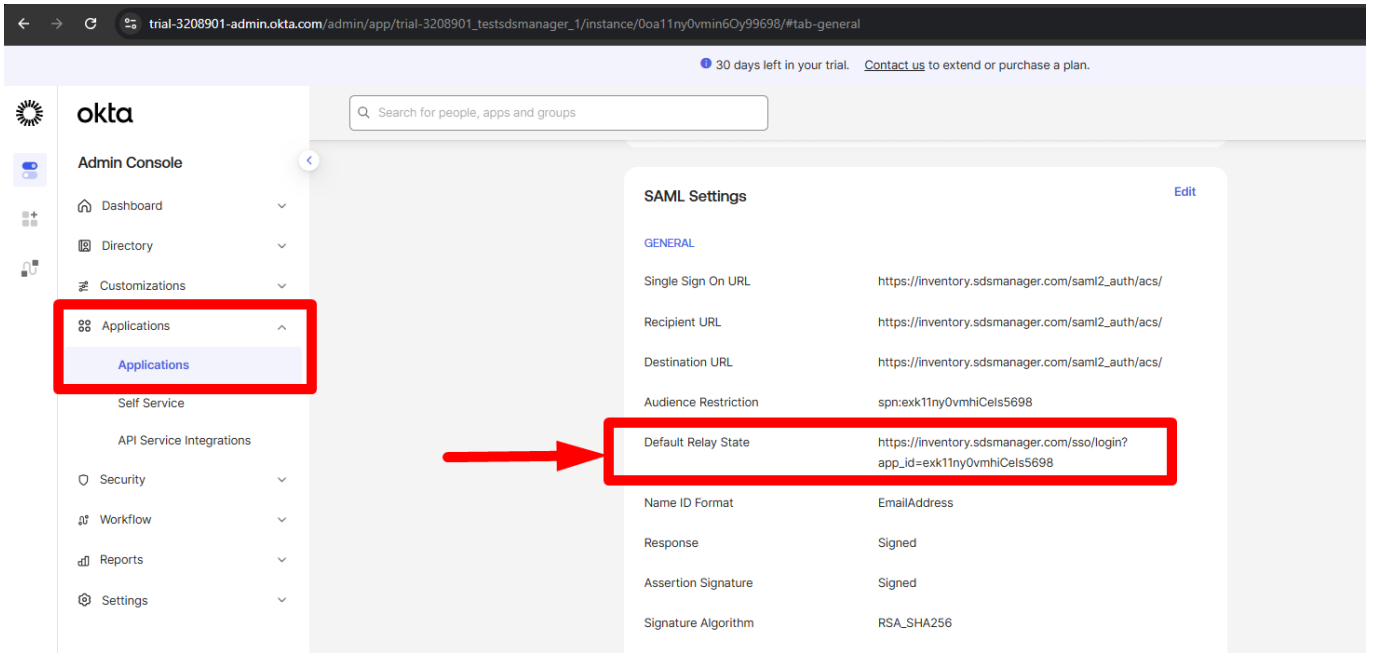 trial-3208901-admin.okta.com/admin/app/trial-3208901_testsdsmanager_1/instance/0oa11ny0vmin6Oy99698/#tab-general
30 days left in your trial. Contact us to extend or purchase a plan.
okta
Search for people, apps and groups
Admin Console
Dashboard
Directory
Customizations
Applications
Applications
Self Service
API Service Integrations
Security
Workflow
Reports
Settings
SAML Settings
Edit
GENERAL
Single Sign On URL https://inventory.sdsmanager.com/saml2_auth/acs/
Recipient URL https://inventory.sdsmanager.com/saml2_auth/acs/
Destination URL https://inventory.sdsmanager.com/saml2_auth/acs/
Audience Restriction spn:exk11ny0vmhiCeIs5698
Default Relay State https://inventory.sdsmanager.com/sso/login?
app_id=exk11ny0vmhiCeIs5698
Name ID Format EmailAddress
Response Signed
Assertion Signature Signed
Signature Algorithm RSA_SHA256